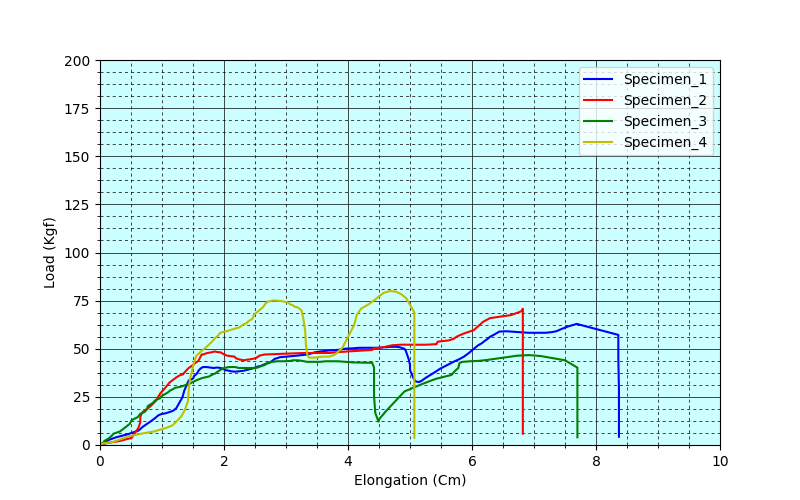 200
175
150
125
100
75
50
25
0
0 2 4 6 8 10
Load (Kgf)
Elongation (Cm)
Specimen_1
Specimen_2
Specimen_3
Specimen_4